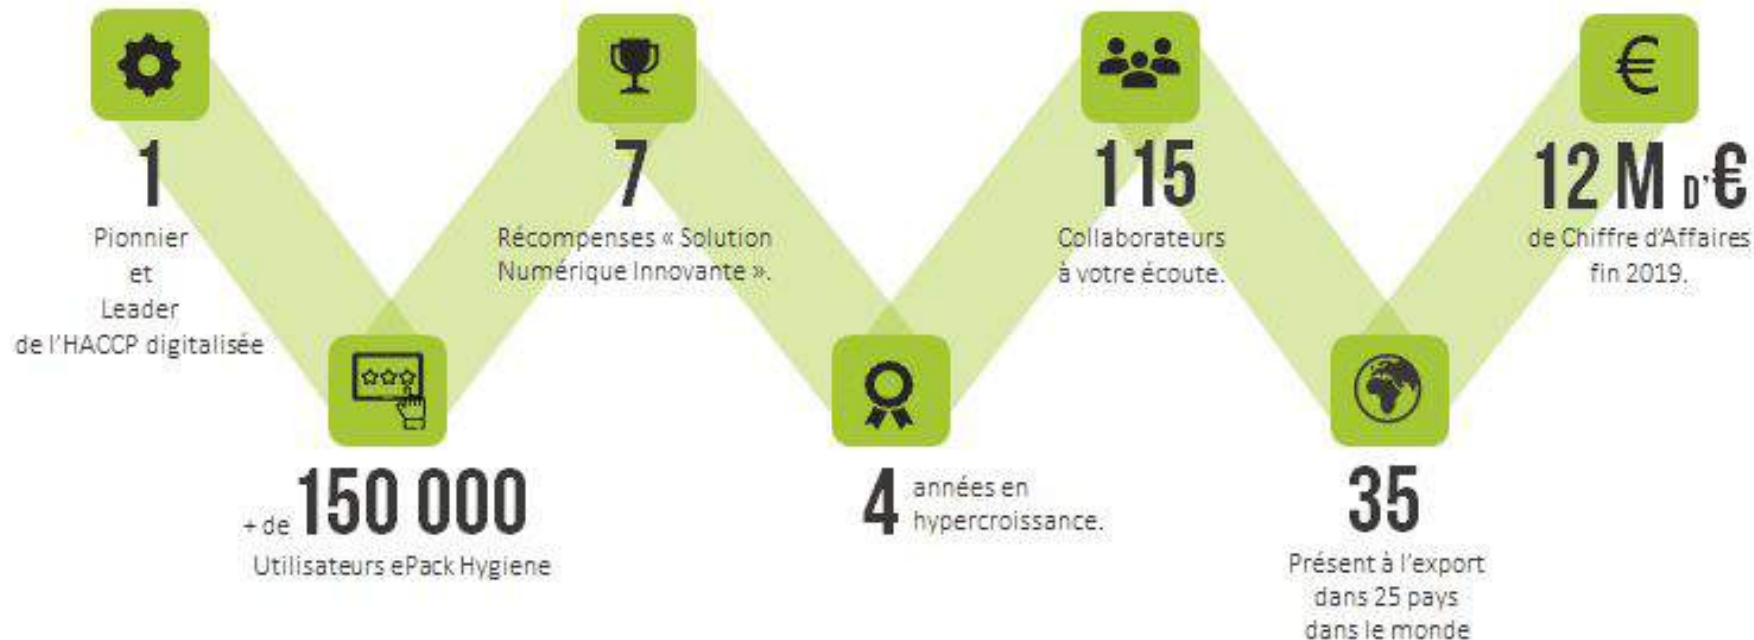 1
Pionnier
et
Leader
de l'HACCP digitalisée
+ de 150 000
Utilisateurs ePack Hygiene
7
Récompenses « Solution
Numérique Innovante ».
4 années en
hypercroissance.
115
Collaborateurs
à votre écoute.
35
Présent à l'export
dans 25 pays
dans le monde
12 M D'€
de Chiffre d'Affaires
fin 2019.